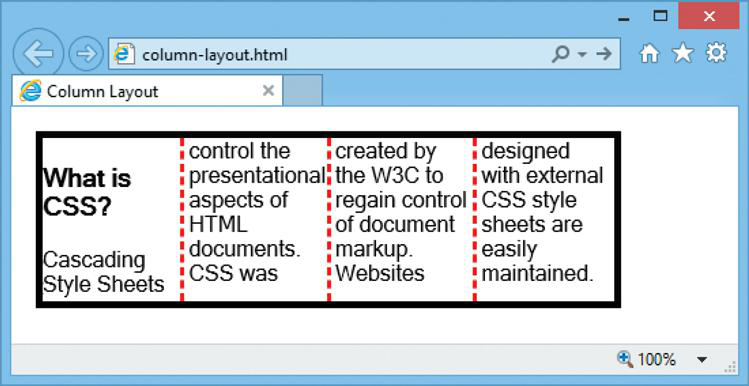 column-layout.html
Column Layout
What is
CSS?
Cascading
Style Sheets
control the
presentational
aspects of
HTML
documents.
CSS was
created by
the W3C to
regain control
of document
markup.
Websites
designed
with external
CSS style
sheets are
easily
maintained.
100%